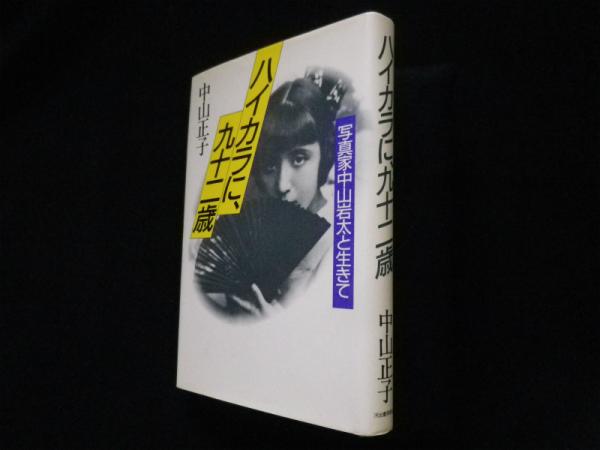 ハイカラに、
九十二歳
中山正子
写真家中山岩太と生きて
ハイカラに、九十二歳
中山正子